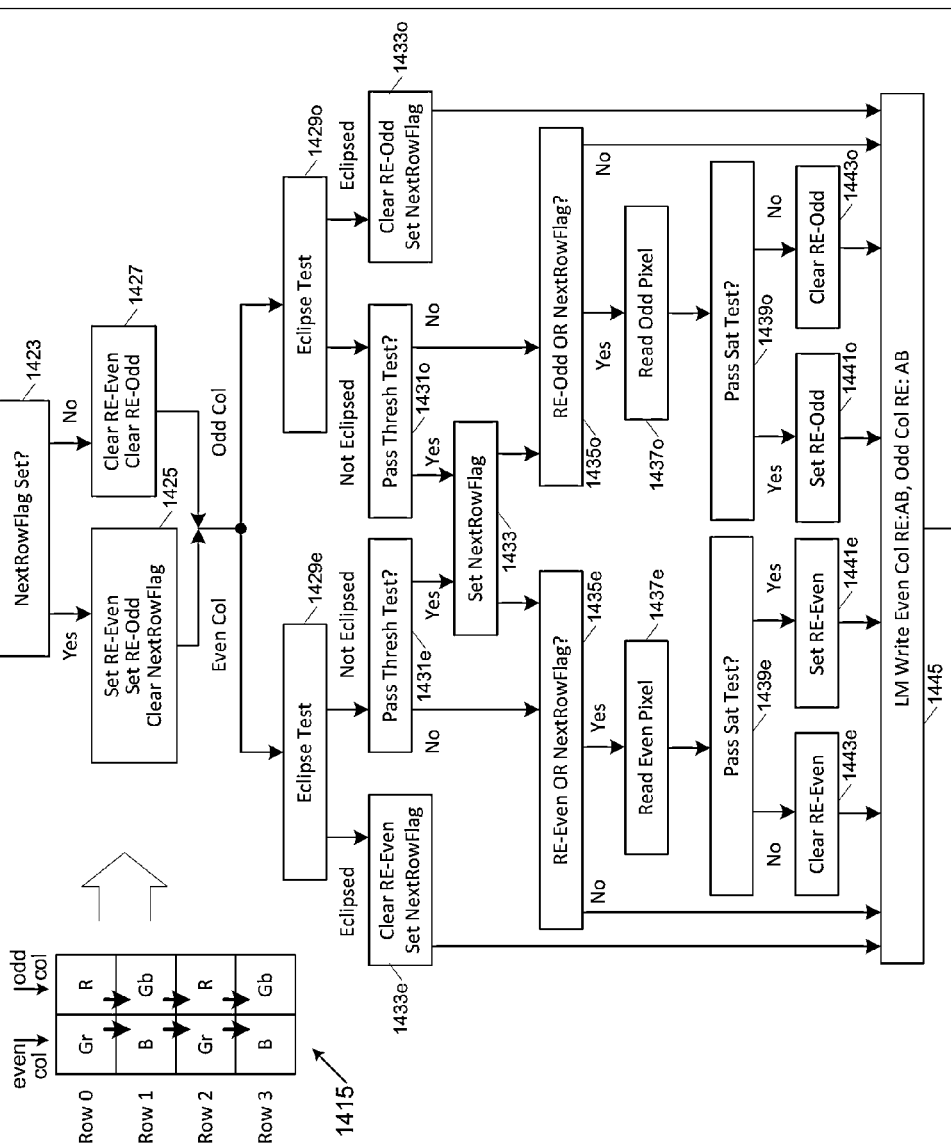 even
col
odd
col
Row 0
Gr
R
Row 1
B
Gb
Row 2
Gr
R
Row 3
B
Gb
1415
NextRowFlag Set?
1423
Yes
No
Set RE-Even
Set RE-Odd
Clear NextRowFlag
1425
Clear RE-Even
Clear RE-Odd
1427
Even Col
Odd Col
Eclipse Test
1429e
Eclipse Test
1429o
Eclipsed
Not Eclipsed
Not Eclipsed
Eclipsed
Clear RE-Even
Set NextRowFlag
1433e
Pass Thresh Test?
1431e
Pass Thresh Test?
1431o
Clear RE-Odd
Set NextRowFlag
1433o
No
Yes
Yes
No
Set NextRowFlag
1433
RE-Even OR NextRowFlag?
1435e
RE-Odd OR NextRowFlag?
1435o
No
Yes
Yes
No
Read Even Pixel
1437e
Read Odd Pixel
1437o
Pass Sat Test?
1439e
Pass Sat Test?
1439o
No
Yes
Yes
No
Clear RE-Even
1443e
Set RE-Even
1441e
Set RE-Odd
1441o
Clear RE-Odd
1443o
LM Write Even Col RE:AB, Odd Col RE: AB
1445